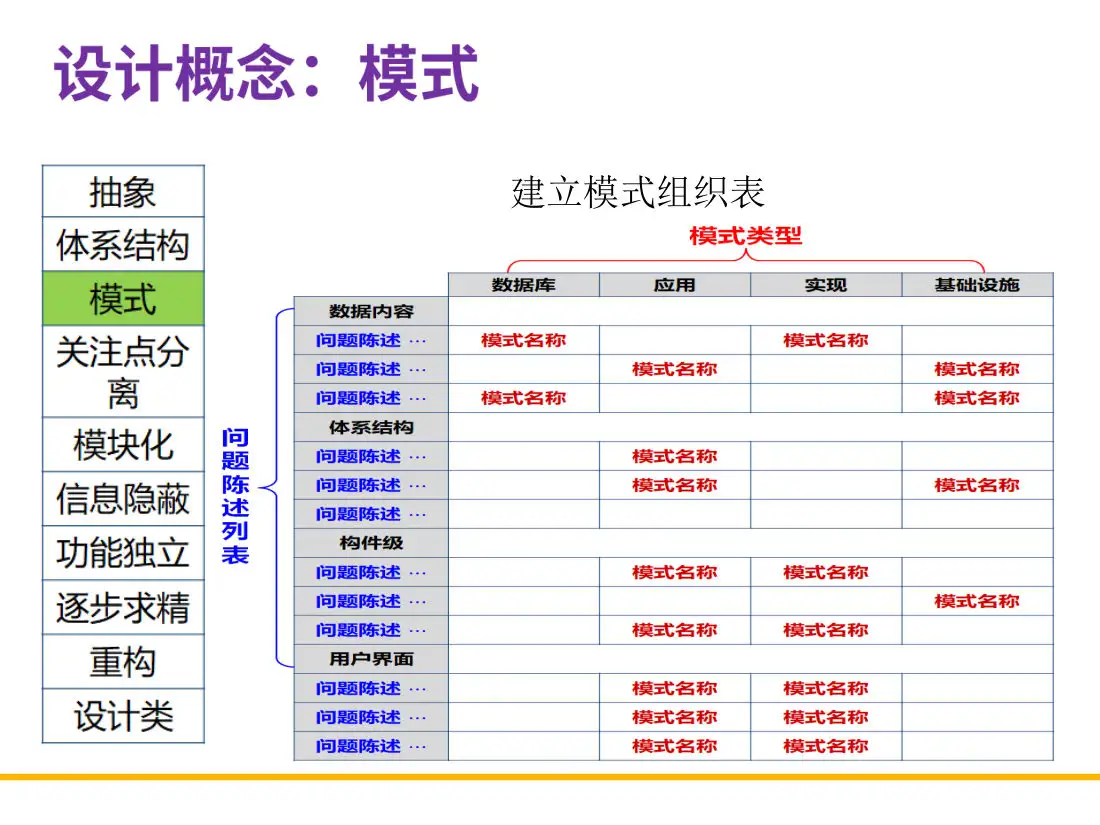 设计概念：模式
抽象
体系结构
模式
关注点分
离
模块化
信息隐蔽
功能独立
逐步求精
重构
设计类
建立模式组织表
模式类型
问题陈述列表
数据库 应用 实现 基础设施
数据内容
问题陈述 … 模式名称 模式名称
问题陈述 … 模式名称 模式名称
问题陈述 … 模式名称 模式名称
体系结构
问题陈述 … 模式名称
问题陈述 … 模式名称 模式名称
问题陈述 …
构件级
问题陈述 … 模式名称 模式名称
问题陈述 … 模式名称
问题陈述 … 模式名称 模式名称
用户界面
问题陈述 … 模式名称 模式名称
问题陈述 … 模式名称 模式名称
问题陈述 … 模式名称 模式名称